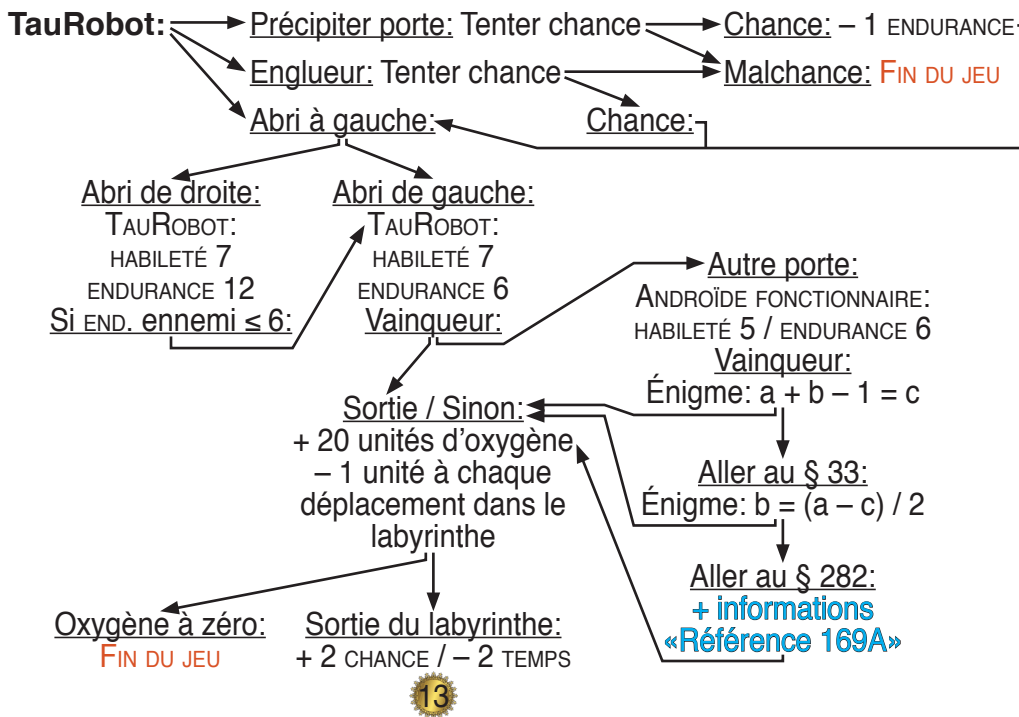 TauRobot:
Précipiter porte: Tenter chance
Chance: – 1 ENDURANCE
Englueur: Tenter chance
Malchance: FIN DU JEU
Abri à gauche:
Chance:
Abri de droite:
TAUROBOT:
HABILETÉ 7
ENDURANCE 12
Si END. ennemi ≤ 6:
Abri de gauche:
TAUROBOT:
HABILETÉ 7
ENDURANCE 6
Vainqueur:
Autre porte:
ANDROÏDE FONCTIONNAIRE:
HABILETÉ 5 / ENDURANCE 6
Vainqueur:
Énigme: a + b – 1 = c
Sortie / Sinon:
+ 20 unités d’oxygène
– 1 unité à chaque
déplacement dans le
labyrinthe
Aller au § 33:
Énigme: b = (a – c) / 2
Aller au § 282:
+ informations
«Référence 169A»
Oxygène à zéro:
FIN DU JEU
Sortie du labyrinthe:
+ 2 CHANCE / – 2 TEMPS
13